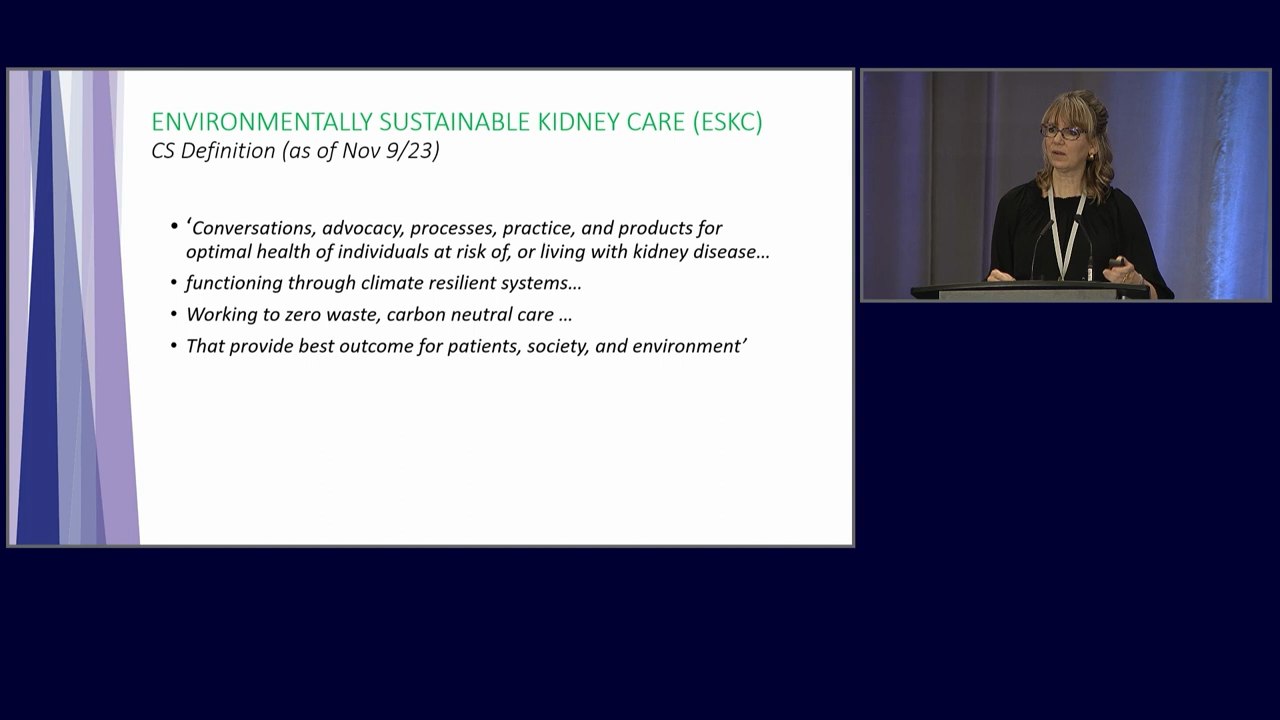 ENVIRONMENTALLY SUSTAINABLE KIDNEY CARE (ESKC)
CS Definition (as of Nov 9/23)
• ‘Conversations, advocacy, processes, practice, and products for
optimal health of individuals at risk of, or living with kidney disease…
• functioning through climate resilient systems…
• Working to zero waste, carbon neutral care …
• That provide best outcome for patients, society, and environment’